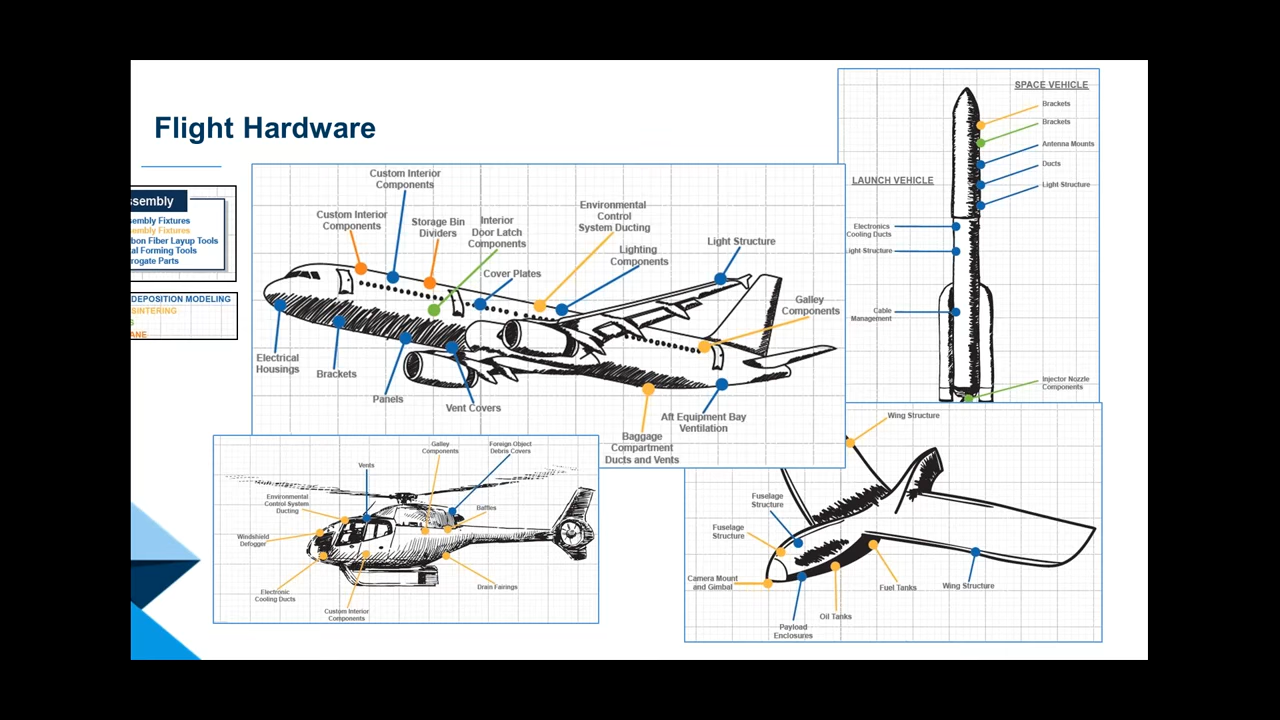 Flight Hardware
ssembly
sembly Fixtures
sembly Fixtures
bon Fiber Layup Tools
al Forming Tools
rogate Parts
DEPOSITION MODELING
SINTERING
S
ANE
Custom Interior
Components
Custom Interior
Components
Storage Bin
Dividers
Interior
Door Latch
Components
Cover Plates
Environmental
Control
System Ducting
Lighting
Components
Light Structure
Galley
Components
Electrical
Housings
Brackets
Panels
Vent Covers
Baggage
Compartment
Ducts and Vents
Aft Equipment Bay
Ventilation
SPACE VEHICLE
Brackets
Brackets
Antenna Mounts
Ducts
Light Structure
LAUNCH VEHICLE
Electronics
Cooling Ducts
ight Structure
Cable
Management
Injector Nozzle
Components
Vents
Galley
Components
Foreign Object
Debris Covers
Environmental
Control System
Ducting
Baffles
Windshield
Defogger
Electronic
Cooling Ducts
Custom Interior
Components
Drain Fairings
Wing Structure
Fuselage
Structure
Fuselage
Structure
Camera Mount
and Gimbal
Payload
Enclosures
Oil Tanks
Fuel Tanks
Wing Structure